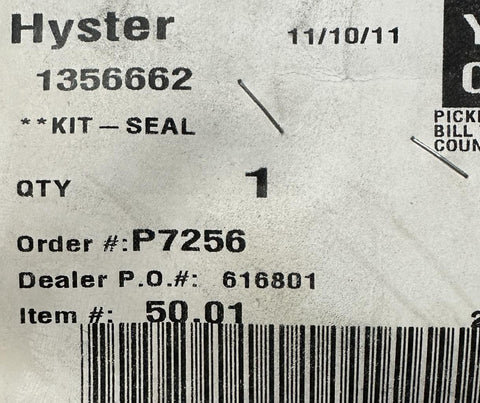 Hyster 11/10/11
1356662
**KIT-SEAL
PICK
BILL
COUN
QTY 1
Order #: P7256
Dealer P.O.#: 616801
Item #: 50.01